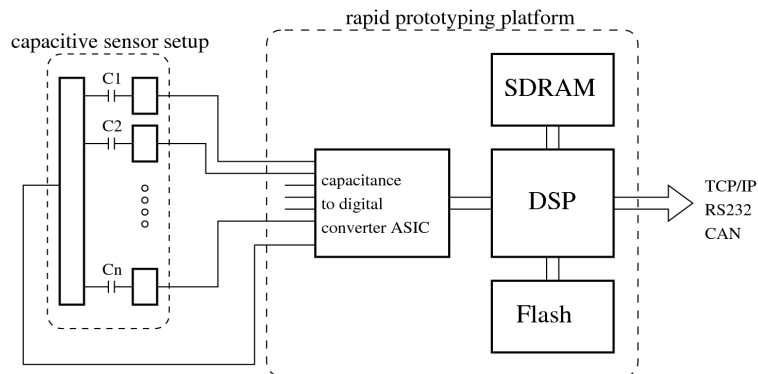 rapid prototyping platform
capacitive sensor setup
C1
C2
Cn
capacitance
to digital
converter ASIC
SDRAM
DSP
Flash
TCP/IP
RS232
CAN